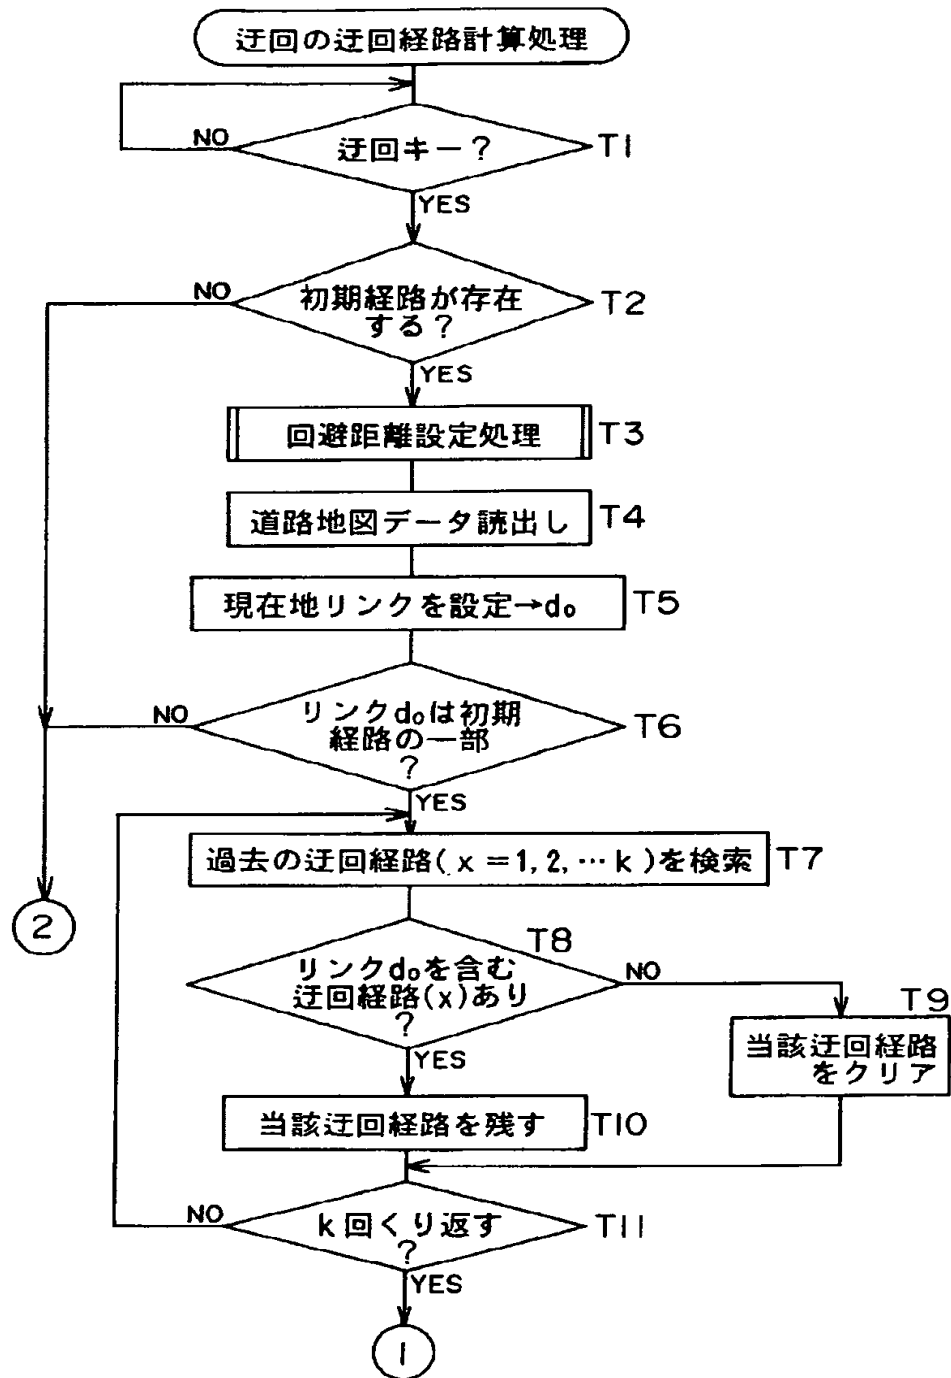 迂回の迂回経路計算処理
NO
迂回キー?
T1
YES
NO
初期経路が存在
する?
T2
YES
回避距離設定処理
T3
道路地図データ読出し
T4
現在地リンクを設定→d₀
T5
NO
リンクd₀は初期
経路の一部
?
T6
YES
過去の迂回経路(x=1,2,…k)を検索
T7
2
T8
リンクd₀を含む
迂回経路(x)あり
?
NO
T9
当該迂回経路
をクリア
YES
当該迂回経路を残す
T10
NO
k回くり返す
?
T11
YES
1